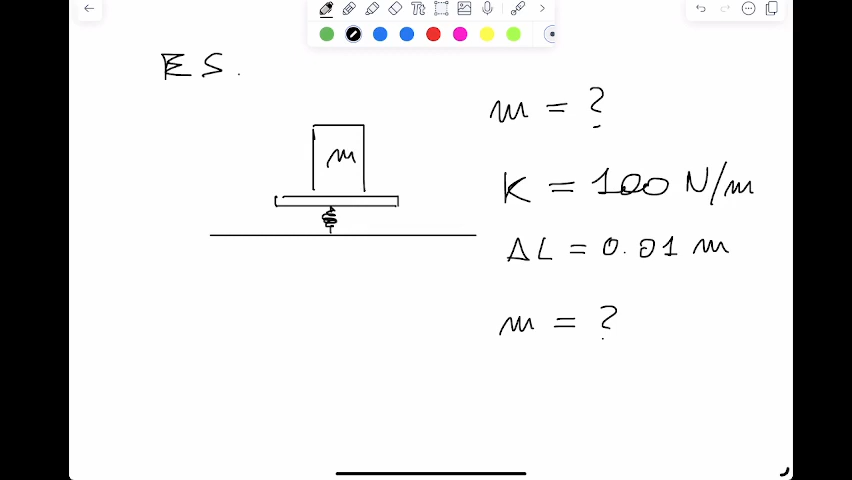 ES.
m = ?
m
K = 100 N/m
ΔL = 0.01 m
m = ?